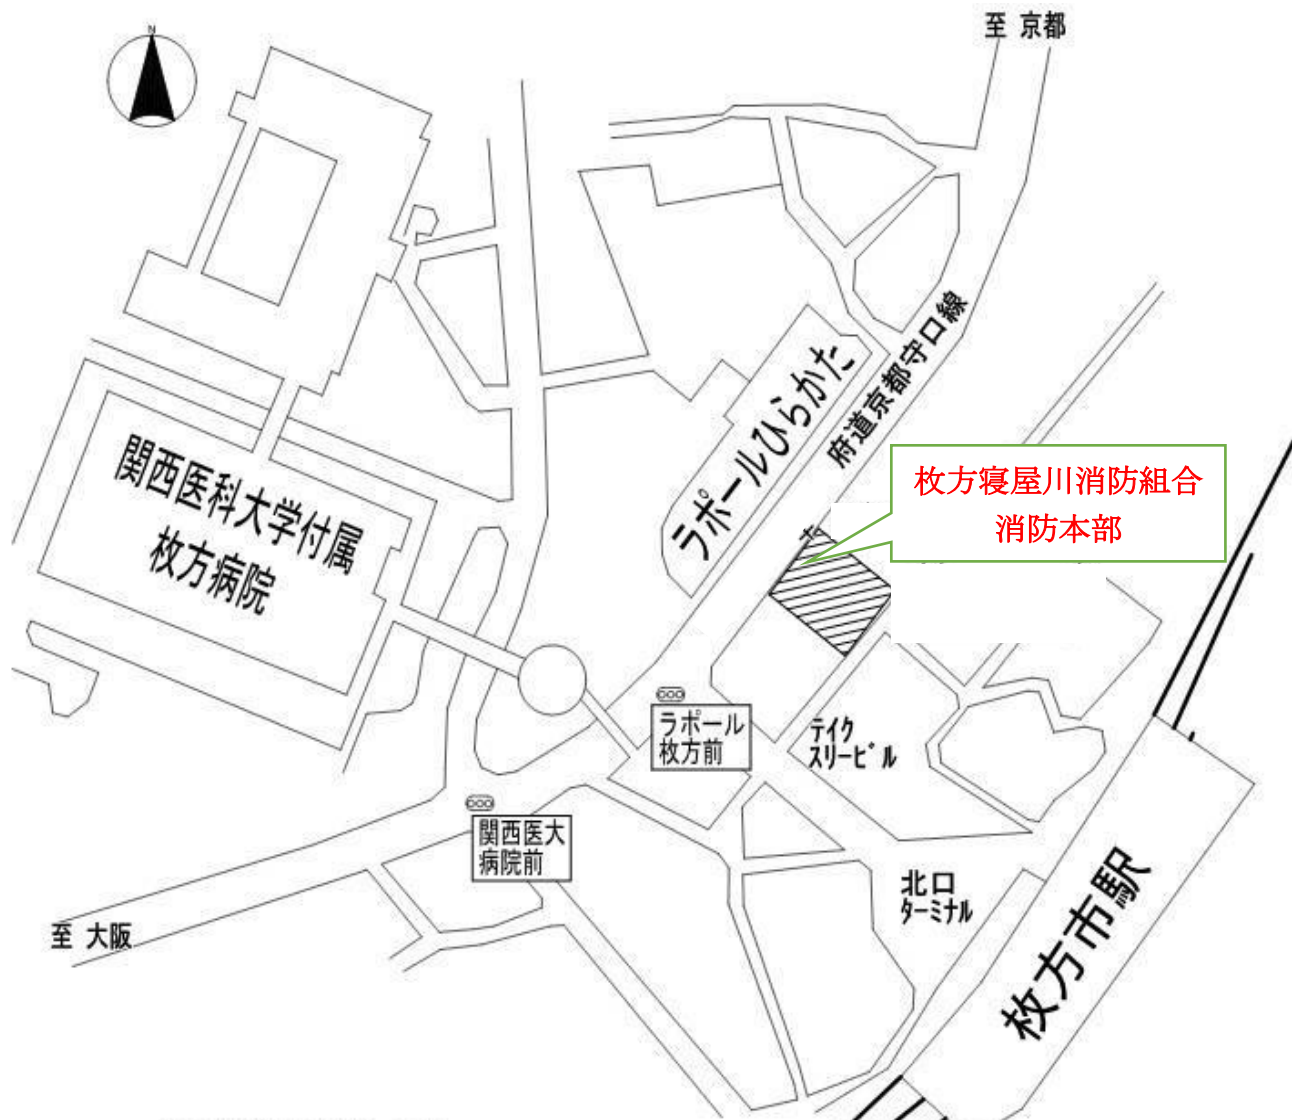 N
至 京都
府道京都守口線
ラポールひらかた
枚方寝屋川消防組合
消防本部
関西医科大学付属
枚方病院
ラポール
枚方前
テイク
スリービル
関西医大
病院前
北口
ターミナル
至 大阪
枚方市駅